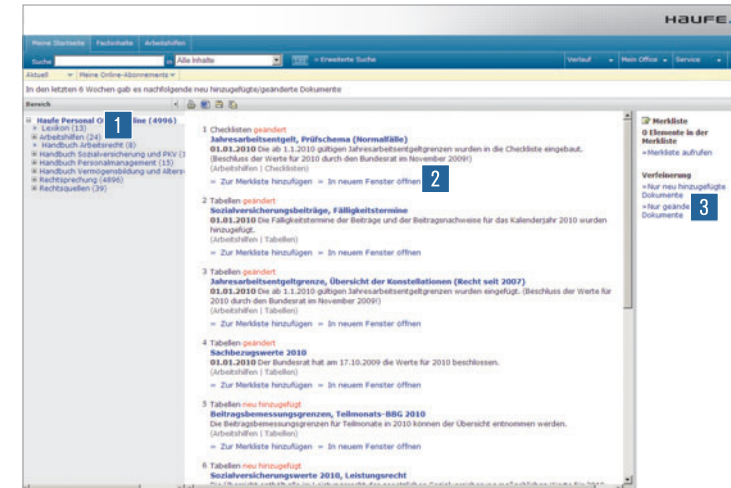 HAUFE.
Meine Startseite Fachinhalte Arbeitshilfen
Suche in Alle Inhalte LOS » Erweiterte Suche Verlauf Mein Office Service
Aktuell Meine Online-Abonnements
In den letzten 6 Wochen gab es nachfolgende neu hinzugefügte/geänderte Dokumente
Bereich
Haufe Personal O line (4996)
Lexikon (13)
Arbeitshilfen (24)
Handbuch Arbeitsrecht (8)
Handbuch Sozialversicherung und PKV (1
Handbuch Personalmanagement (15)
Handbuch Vermögensbildung und Alters
Rechtsprechung (4896)
Rechtsquellen (39)
1
1 Checklisten geändert
Jahresarbeitsentgelt, Prüfschema (Normalfälle)
01.01.2010 Die ab 1.1.2010 gültigen Jahresarbeitsentgeltgrenzen wurden in die Checkliste eingebaut.
(Beschluss der Werte für 2010 durch den Bundesrat im November 2009!)
(Arbeitshilfen | Checklisten)
» Zur Merkliste hinzufügen » In neuem Fenster öffnen
2
2 Tabellen geändert
Sozialversicherungsbeiträge, Fälligkeitstermine
01.01.2010 Die Fälligkeitstermine der Beiträge und der Beitragsnachweise für das Kalenderjahr 2010 wurden
hinzugefügt.
(Arbeitshilfen | Tabellen)
» Zur Merkliste hinzufügen » In neuem Fenster öffnen
3 Tabellen geändert
Jahresarbeitsentgeltgrenze, Übersicht der Konstellationen (Recht seit 2007)
01.01.2010 Die ab 1.1.2010 gültigen Jahresarbeitsentgeltgrenzen wurden eingefügt. (Beschluss der Werte für
2010 durch den Bundesrat im November 2009!)
(Arbeitshilfen | Tabellen)
» Zur Merkliste hinzufügen » In neuem Fenster öffnen
4 Tabellen geändert
Sachbezugswerte 2010
01.01.2010 Der Bundesrat hat am 17.10.2009 die Werte für 2010 beschlossen.
(Arbeitshilfen | Tabellen)
» Zur Merkliste hinzufügen » In neuem Fenster öffnen
5 Tabellen neu hinzugefügt
Beitragsbemessungsgrenzen, Teilmonats-BBG 2010
Die Beitragsbemessungsgrenzen für Teilmonate in 2010 können der Übersicht entnommen werden.
(Arbeitshilfen | Tabellen)
» Zur Merkliste hinzufügen » In neuem Fenster öffnen
6 Tabellen neu hinzugefügt
Sozialversicherungswerte 2010, Leistungsrecht
Merkliste
0 Elemente in der
Merkliste
»Merkliste aufrufen
Verfeinerung
»Nur neu hinzugefügte
Dokumente
»Nur geände
Dokumente
3